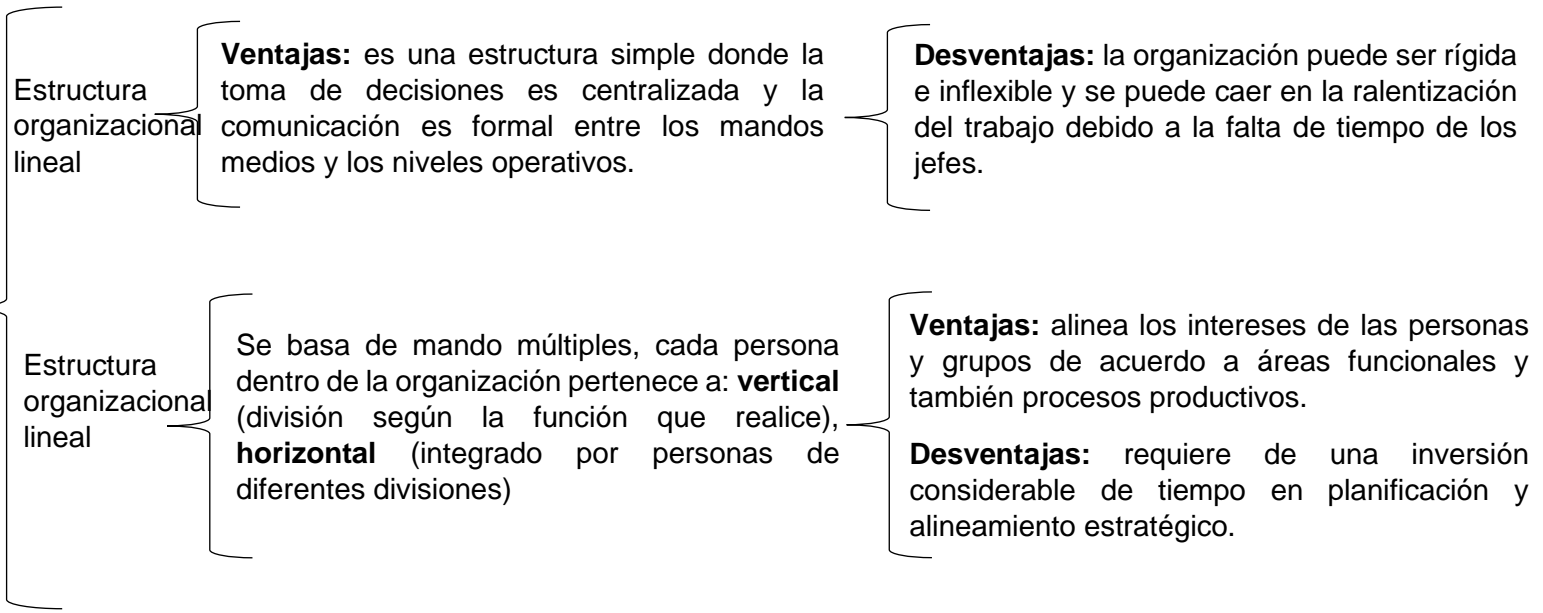 Estructura
organizacional
lineal
Ventajas: es una estructura simple donde la
toma de decisiones es centralizada y la
comunicación es formal entre los mandos
medios y los niveles operativos.
Desventajas: la organización puede ser rígida
e inflexible y se puede caer en la ralentización
del trabajo debido a la falta de tiempo de los
jefes.
Estructura
organizacional
lineal
Se basa de mando múltiples, cada persona
dentro de la organización pertenece a: vertical
(división según la función que realice),
horizontal (integrado por personas de
diferentes divisiones)
Ventajas: alinea los intereses de las personas
y grupos de acuerdo a áreas funcionales y
también procesos productivos.
Desventajas: requiere de una inversión
considerable de tiempo en planificación y
alineamiento estratégico.